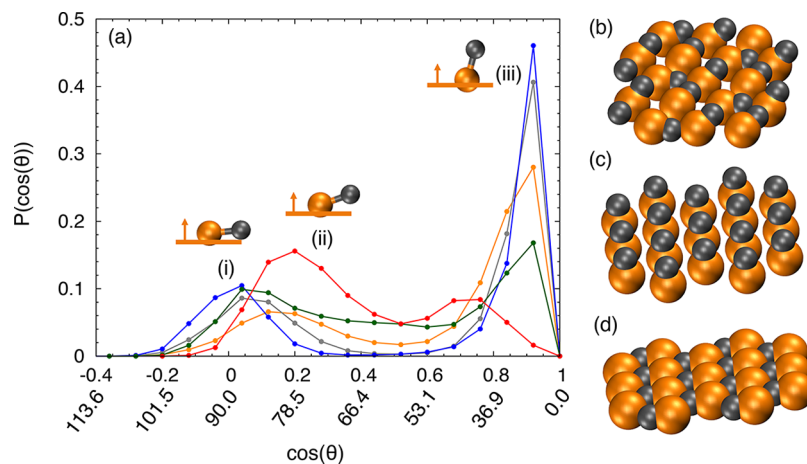 (a)
(b)
(c)
(d)
(i)
(ii)
(iii)
P(cos(θ))
0.5
0.4
0.3
0.2
0.1
0
-0.4 -0.2 0 0.2 0.4 0.6 0.8 1
113.6 101.5 90.0 78.5 66.4 53.1 36.9 0.0
cos(θ)